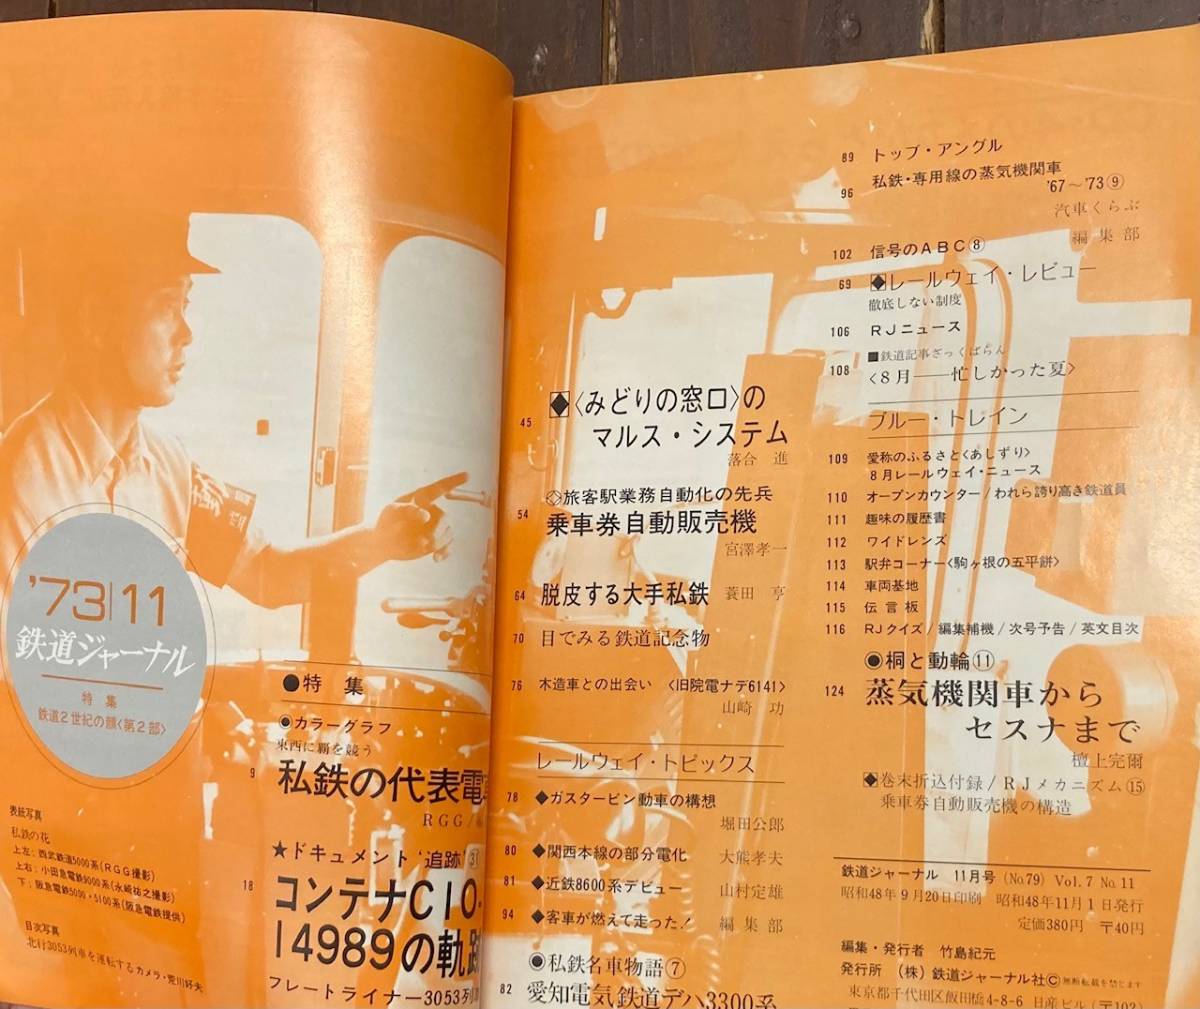 '73/11
鉄道ジャーナル
特集
鉄道2世紀の顔〈第2部〉
表紙写真
私鉄の花
上左：西武鉄道5000系(RGG撮影)
上右：小田急電鉄9000系(永崎祐之撮影)
下：阪急電鉄5000・5100系(阪急電鉄提供)
目次写真
北行3053列車を運転する カメラ・荒川好夫
●特集
●カラーグラフ
東西に覇を競う
9 私鉄の代表電
RGG/
★ドキュメント'追跡'㉛
18 コンテナC10-
14989の軌跡
フレートライナー3053列
45 ◆〈みどりの窓口〉の
マルス・システム
落合 進
◇旅客駅業務自動化の先兵
54 乗車券自動販売機
宮澤孝一
64 脱皮する大手私鉄 蓑田 亨
70 目でみる鉄道記念物
76 木造車との出会い〈旧院電ナデ6141〉
山崎 功
レールウェイ・トピックス
78 ◆ガスタービン動車の構想
堀田公郎
80 ◆関西本線の部分電化 大熊孝夫
81 ◆近鉄8600系デビュー 山村定雄
94 ◆客車が燃えて走った！ 編集部
●私鉄名車物語⑦
82 愛知電気鉄道デハ3300系
89 トップ・アングル
96 私鉄・専用線の蒸気機関車
'67～'73⑨
汽車くらぶ
102 信号のABC⑧ 編集部
69 ◆レールウェイ・レビュー
徹底しない制度
106 RJニュース
■鉄道記事ざっくばらん
108 〈8月――忙しかった夏〉
ブルー・トレイン
109 愛称のふるさと〈あしずり〉
8月レールウェイ・ニュース
110 オープンカウンター/われら誇り高き鉄道員
111 趣味の履歴書
112 ワイドレンズ
113 駅弁コーナー〈駒ヶ根の五平餅〉
114 車両基地
115 伝言板
116 RJクイズ/編集補機/次号予告/英文目次
●桐と動輪⑪
124 蒸気機関車から
セスナまで
檀上完爾
◆巻末折込付録/RJメカニズム⑮
乗車券自動販売機の構造
鉄道ジャーナル 11月号 (No.79) Vol.7 No.11
昭和48年9月20日印刷 昭和48年11月1日発行
定価380円 〒40円
編集・発行者 竹島紀元
発行所 (株)鉄道ジャーナル社© 無断転載を禁じます
東京都千代田区飯田橋4-8-6 日産ビル(〒102)